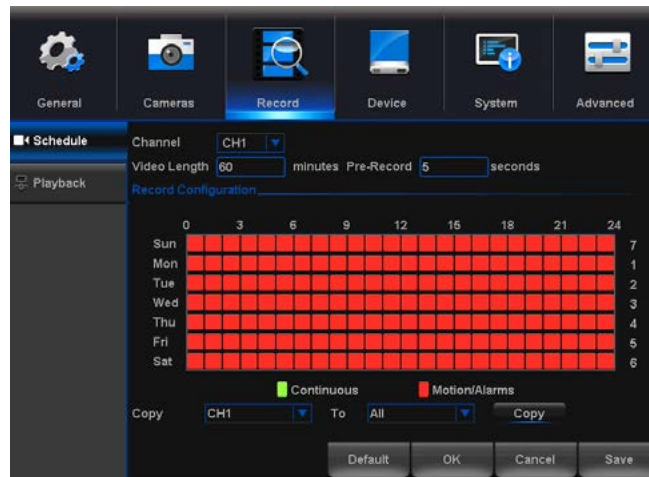 General Cameras Record Device System Advanced
Schedule
Playback
Channel CH1
Video Length 60 minutes Pre-Record 5 seconds
Record Configuration
0 3 6 9 12 15 18 21 24
Sun 7
Mon 1
Tue 2
Wed 3
Thu 4
Fri 5
Sat 6
Continuous Motion/Alarms
Copy CH1 To All Copy
Default OK Cancel Save